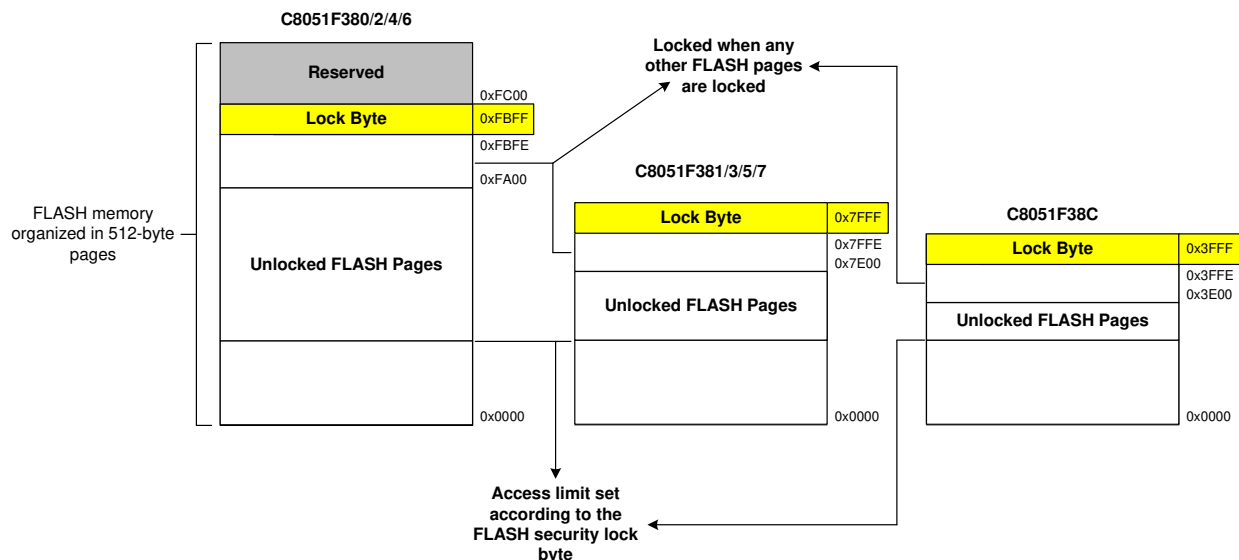 C8051F380/2/4/6
Reserved
0xFC00
Lock Byte
0xFBFF
0xFBFE
0xFA00
Unlocked FLASH Pages
0x0000
FLASH memory
organized in 512-byte
pages
Locked when any
other FLASH pages
are locked
C8051F381/3/5/7
Lock Byte
0x7FFF
0x7FFE
0x7E00
Unlocked FLASH Pages
0x0000
C8051F38C
Lock Byte
0x3FFF
0x3FFE
0x3E00
Unlocked FLASH Pages
0x0000
Access limit set
according to the
FLASH security lock
byte